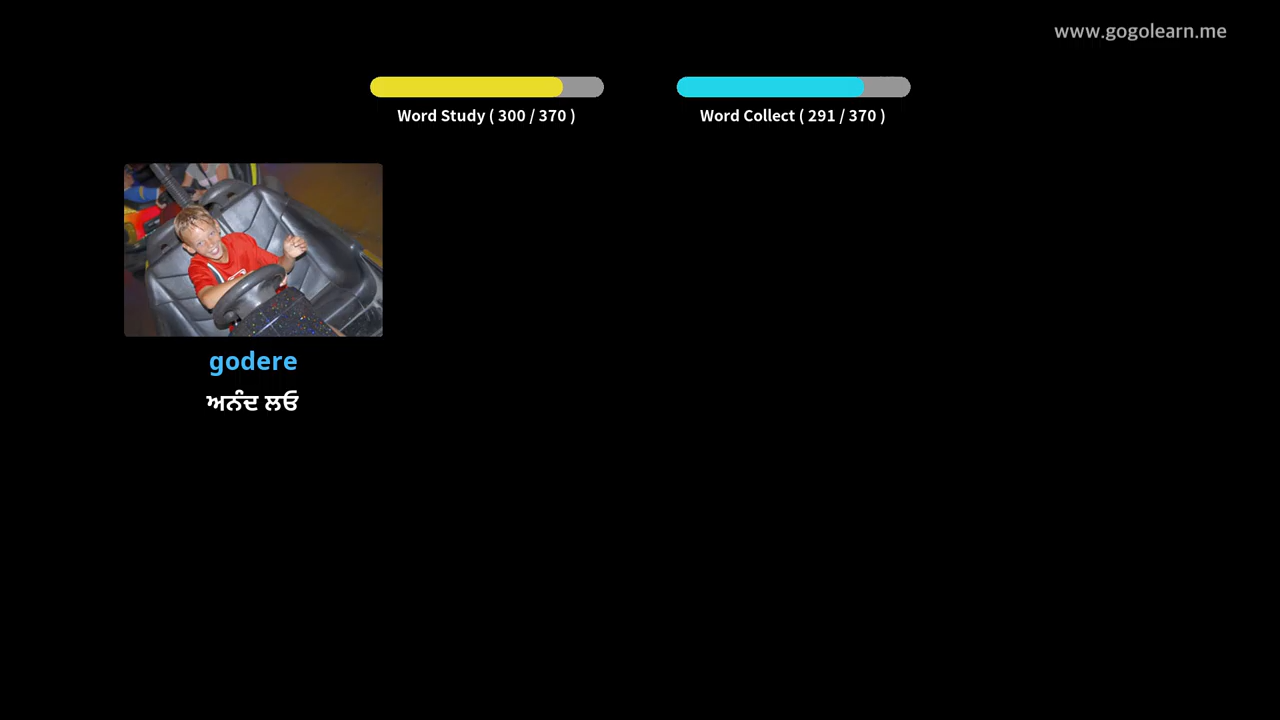 www.gogolearn.me
Word Study ( 300 / 370 )
Word Collect ( 291 / 370 )
godere
ਅਨੰਦ ਲਓ